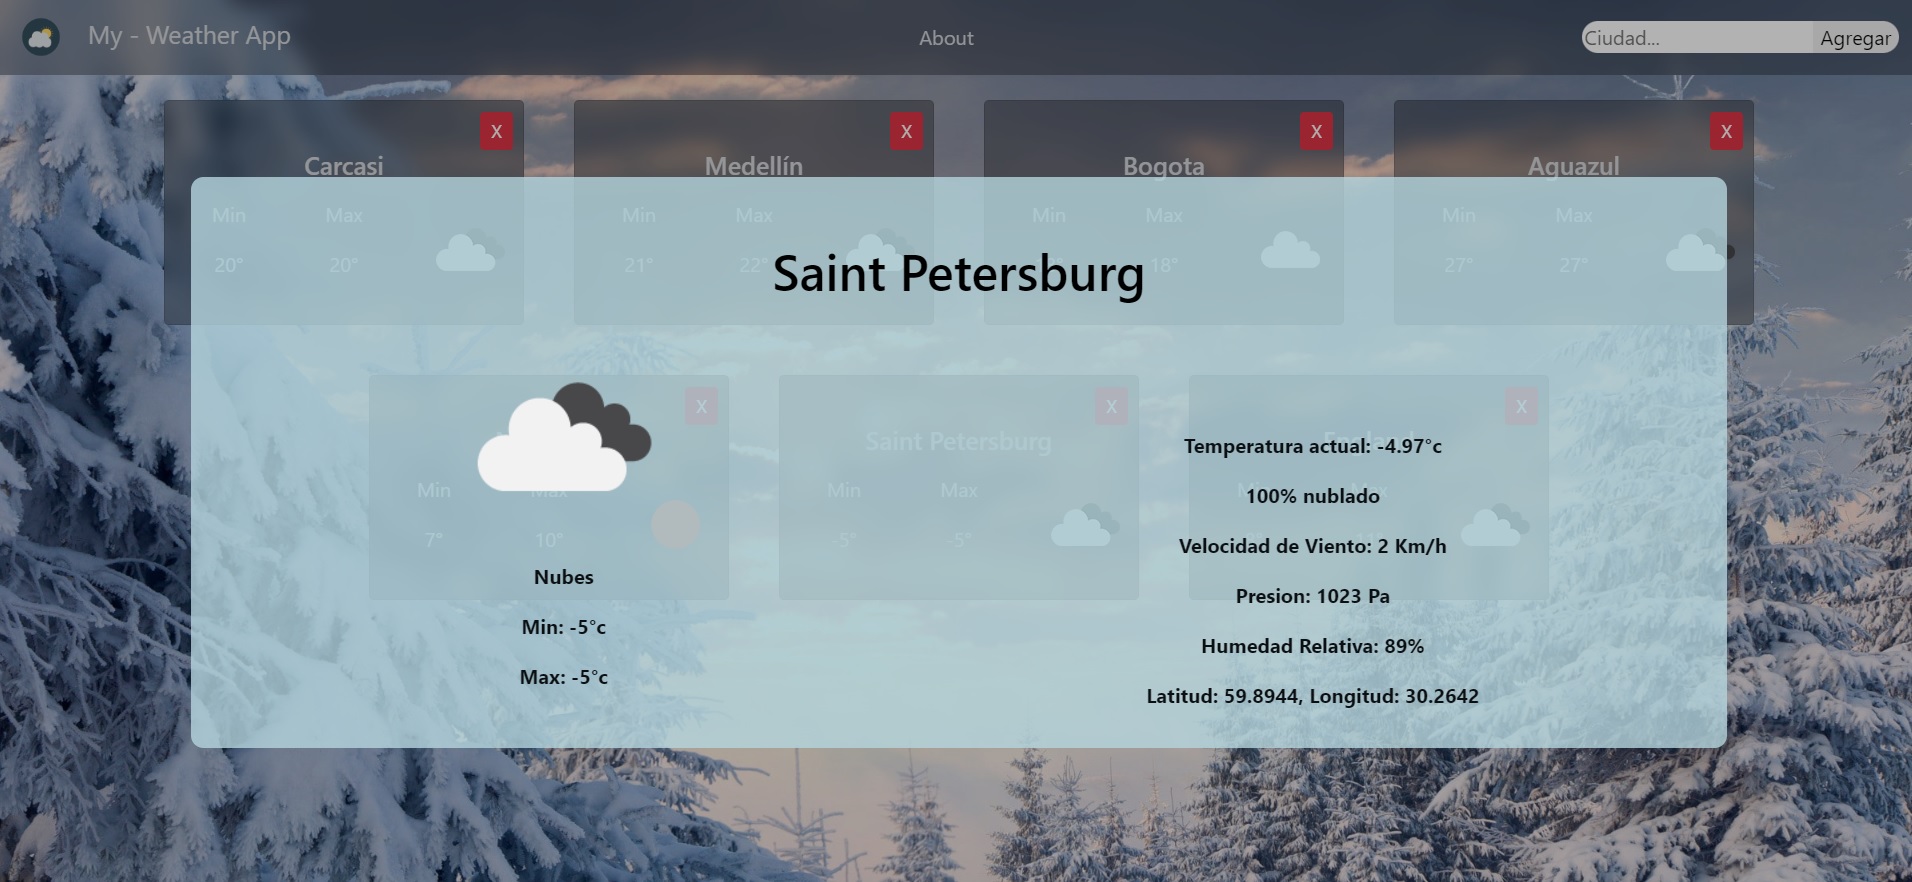 My - Weather App
About
Ciudad...
Agregar
X
X
X
X
Carcasi
Medellín
Bogota
Aguazul
Min
Max
Min
Max
Min
Max
Min
Max
20°
20°
21°
22°
18°
27°
27°
Saint Petersburg
X
X
X
Saint Petersburg
Min
Max
Min
Max
Max
7°
10°
-5°
-5°
Nubes
Min: -5°c
Max: -5°c
Temperatura actual: -4.97°c
100% nublado
Velocidad de Viento: 2 Km/h
Presion: 1023 Pa
Humedad Relativa: 89%
Latitud: 59.8944, Longitud: 30.2642